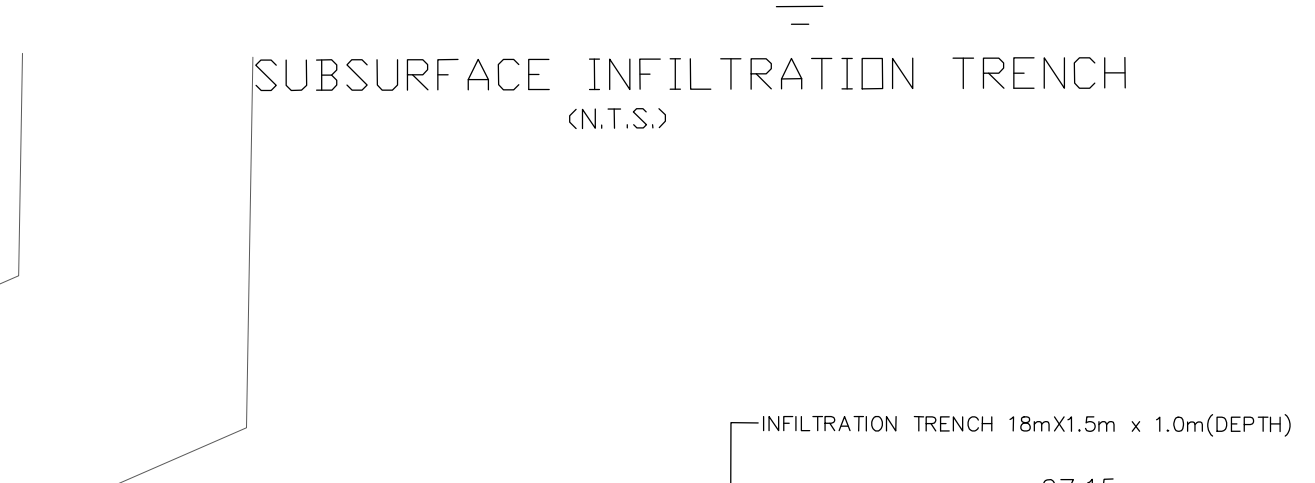 SUBSURFACE INFILTRATION TRENCH
(N.T.S.)
INFILTRATION TRENCH 18mX1.5m x 1.0m(DEPTH)